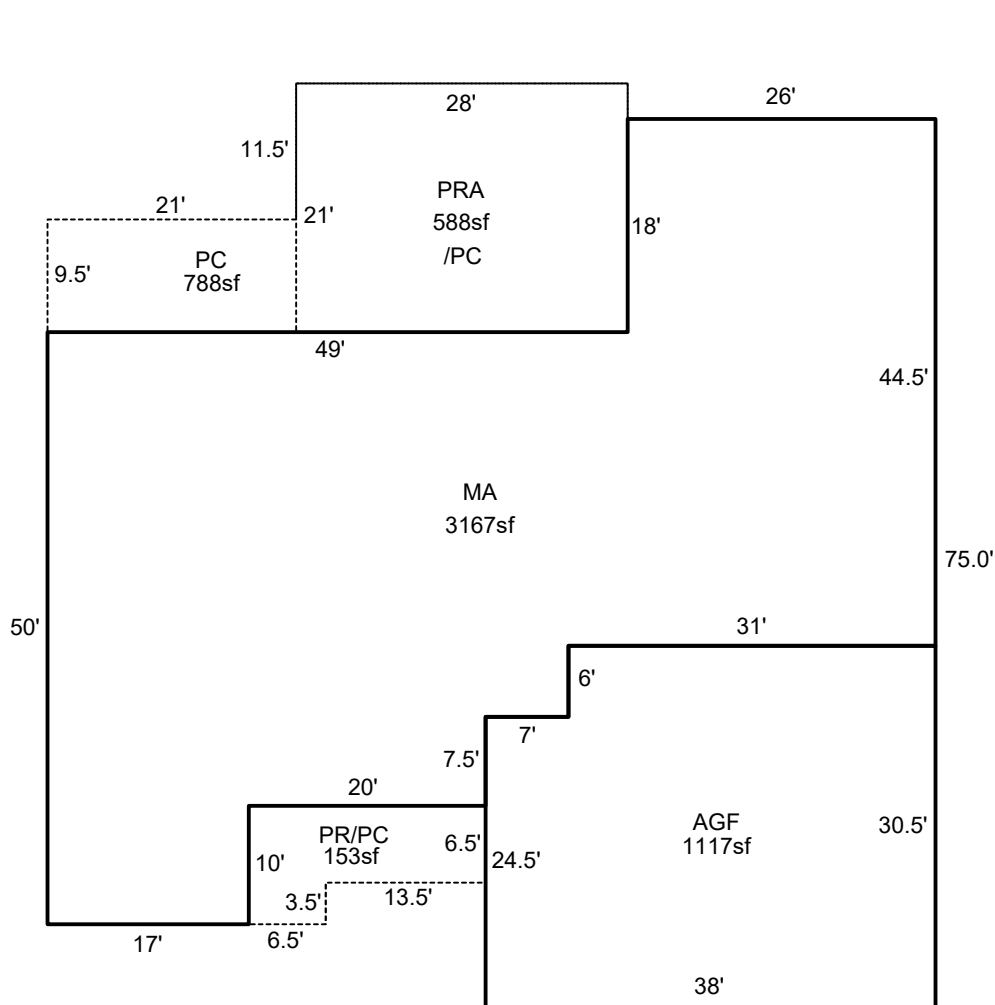 26'
28'
11.5'
PRA
588sf
/PC
21'
21'
18'
PC
788sf
9.5'
49'
44.5'
MA
3167sf
75.0'
50'
31'
6'
7'
7.5'
20'
PR/PC
153sf
6.5'
AGF
1117sf
30.5'
10'
24.5'
3.5'
13.5'
17'
6.5'
38'